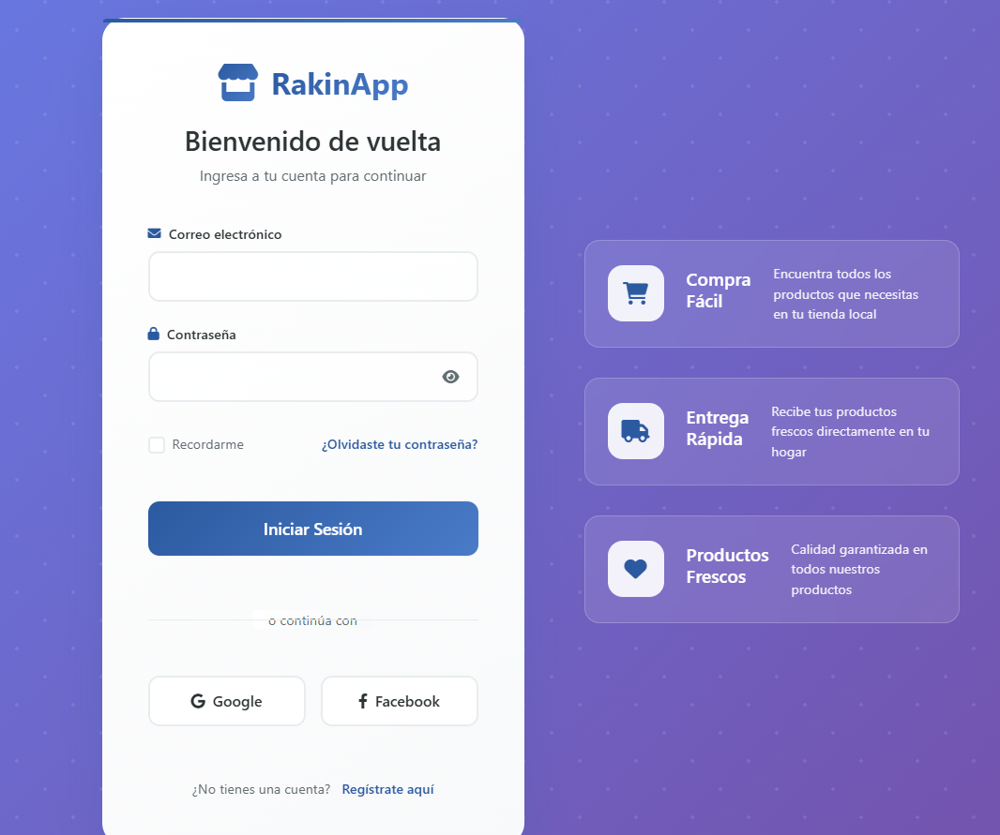 RakinApp
Bienvenido de vuelta
Ingresa a tu cuenta para continuar
Correo electrónico
Contraseña
Recordarme
¿Olvidaste tu contraseña?
Iniciar Sesión
o continúa con
Google
Facebook
¿No tienes una cuenta? Regístrate aquí
Compra
Fácil
Encuentra todos los
productos que necesitas
en tu tienda local
Entrega
Rápida
Recibe tus productos
frescos directamente en tu
hogar
Productos
Frescos
Calidad garantizada en
todos nuestros
productos